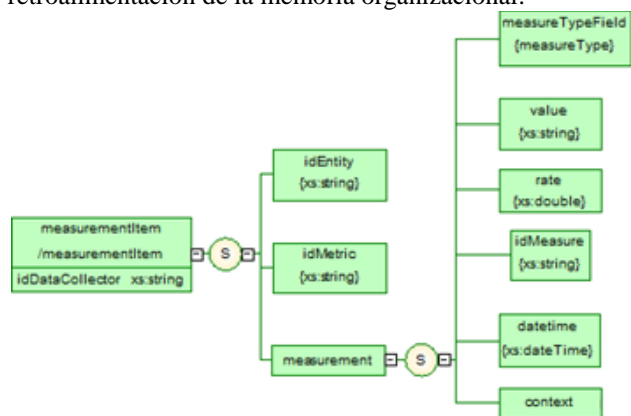 retroalimentación de la memoria organizacional.
measureTypeField
{measureType}
value
{xs:string}
rate
{xs:double}
idEntity
{xs:string}
measurementItem
/measurementItem
idDataCollector xs:string
S
idMetric
{xs:string}
idMeasure
{xs:string}
measurement
S
datetime
{xs:dateTime}
context